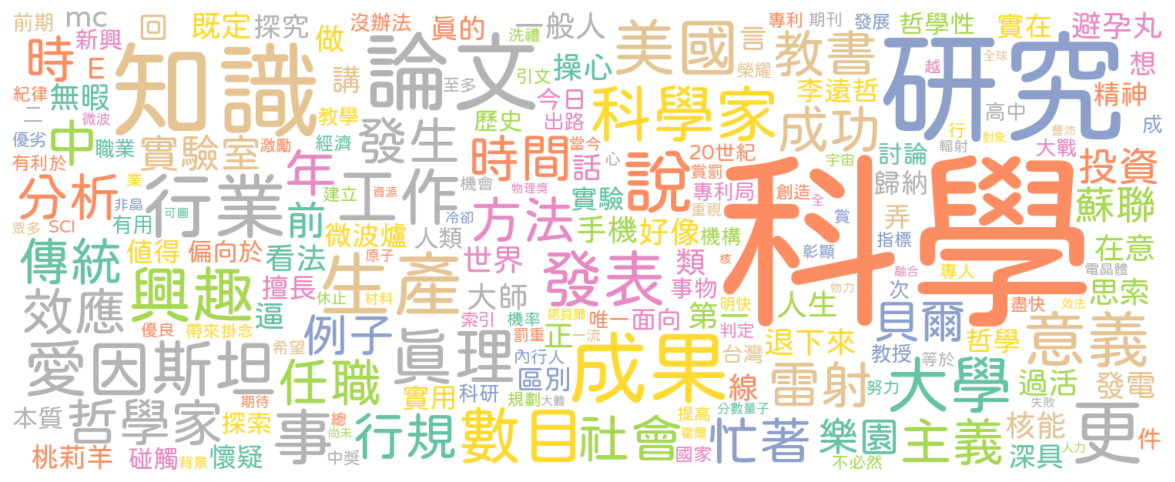 前期 mc 回 既定 探究 沒辦法 眞的 洗禮 一般人 美國 言 教書 專利 期刊 發展 哲學性 實在 避孕丸
新興 時 E 知識 做 論文 至多 引文 操心 榮耀 李遠哲 研究 越 全球 想
紀律 無暇 講 教學 今日 科學家 成功 高中 精神
二 微波 中 職業 實驗室 激勵 經濟 發生 歷史 出路 行 對象 豐沛 成
優劣 有利於 時間 當今 話 心 20世紀 賞罰 宇宙 討論 輻射 大戰 投資
分析 業 行業 年 建立 資源 工作 機會 物理獎 實驗 說 專利局 創造 全 歸納 蘇聯
非晶 有用 可圖 前 冷卻 方法 手機 重視 科學 賞 弄
眾多 SCI 値得 偏向於 看法 微波爐 人類 好像 機構 彰顯 指標 在意
傳統 興趣 擅長 原子 世界 發表 類 核 融合 專人 電晶體
效應 逼 休止 材料 生產 大師 事物 明快 物力 人生 次 盡快 思索
優良 帶來掛念 例子 索引 機率 諾貝爾 唯一 面向 第一 判定 貝爾 效法
愛因斯坦 希望 眞理 罰重 正 一流 成果 台灣 退下來 教授 等於 哲學 意義
期待 任職 實用 科研 內行人 區別 線 雷射 努力 大學 過活 發電
本質 哲學家 探索 總 規劃 大體 分數量子 失敗
桃莉羊 碰觸 背景 懷疑 事 尚未 中獎 行規 數目 社會 提高 霍爾 國家 忙著 樂園 不必然 主義 核能 深具 人力 更 件